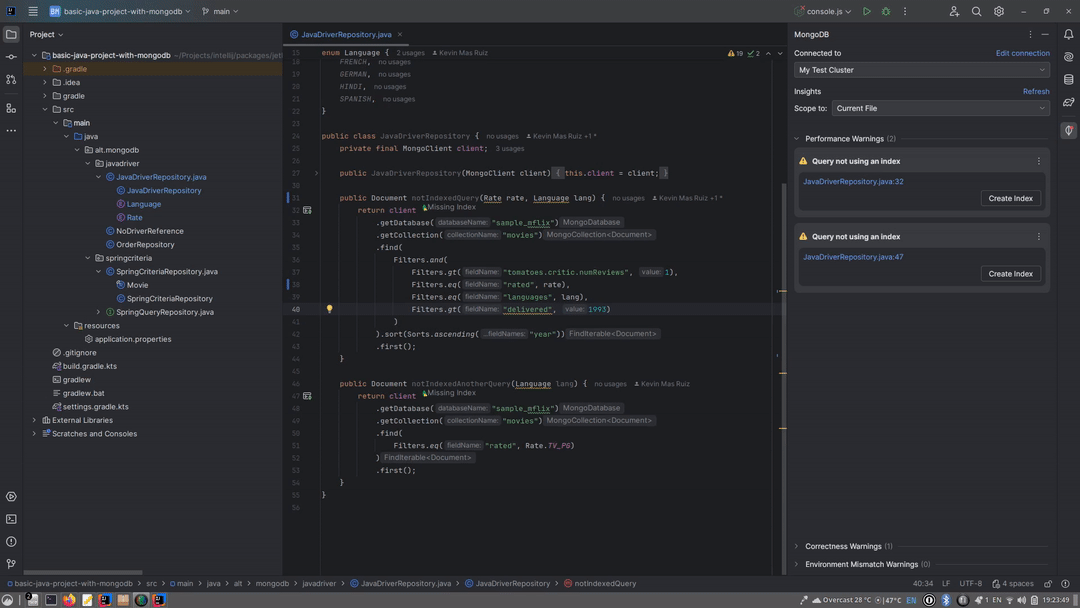 BM basic-java-project-with-mongodb main console.js
Project
basic-java-project-with-mongodb ~/Projects/intellij/packages/jet
.gradle
.idea
gradle
src
main
java
alt.mongodb
javadriver
JavaDriverRepository.java
JavaDriverRepository
Language
Rate
NoDriverReference
OrderRepository
springcriteria
SpringCriteriaRepository.java
Movie
SpringCriteriaRepository
SpringQueryRepository.java
resources
application.properties
.gitignore
build.gradle.kts
gradlew
gradlew.bat
settings.gradle.kts
External Libraries
Scratches and Consoles
JavaDriverRepository.java
15 enum Language { 2 usages Kevin Mas Ruiz 19 2
18 FRENCH, no usages
19 GERMAN, no usages
20 HINDI, no usages
21 SPANISH, no usages
22 }
23
24 public class JavaDriverRepository { no usages Kevin Mas Ruiz +1 *
25 private final MongoClient client; 3 usages
26
27 public JavaDriverRepository(MongoClient client) { this.client = client; }
30
31 public Document notIndexedQuery(Rate rate, Language lang) { no usages Kevin Mas Ruiz +1 *
32 return client Missing Index
33 .getDatabase( databaseName: "sample_mflix") MongoDatabase
34 .getCollection( collectionName: "movies") MongoCollection<Document>
35 .find(
36 Filters.and(
37 Filters.gt( fieldName: "tomatoes.critic.numReviews", value: 1),
38 Filters.eq( fieldName: "rated", rate),
39 Filters.eq( fieldName: "languages", lang),
40 Filters.gt( fieldName: "delivered", value: 1993)
41 )
42 ).sort(Sorts.ascending( ...fieldNames: "year")) FindIterable<Document>
43 .first();
44 }
45
46 public Document notIndexedAnotherQuery(Language lang) { no usages Kevin Mas Ruiz
47 return client Missing Index
48 .getDatabase( databaseName: "sample_mflix") MongoDatabase
49 .getCollection( collectionName: "movies") MongoCollection<Document>
50 .find(
51 Filters.eq( fieldName: "rated", Rate.TV_PG)
52 ) FindIterable<Document>
53 .first();
54 }
55 }
56
MongoDB
Connected to Edit connection
My Test Cluster
Insights Refresh
Scope to: Current File
Performance Warnings (2)
Query not using an index
JavaDriverRepository.java:32
Create Index
Query not using an index
JavaDriverRepository.java:47
Create Index
Correctness Warnings (1)
Environment Mismatch Warnings (0)
basic-java-project-with-mongodb src main java alt mongodb javadriver JavaDriverRepository.java JavaDriverRepository notIndexedQuery 40:34 LF UTF-8 4 spaces
Overcast 28 °C 47°C EN 1 EN 19:23:49